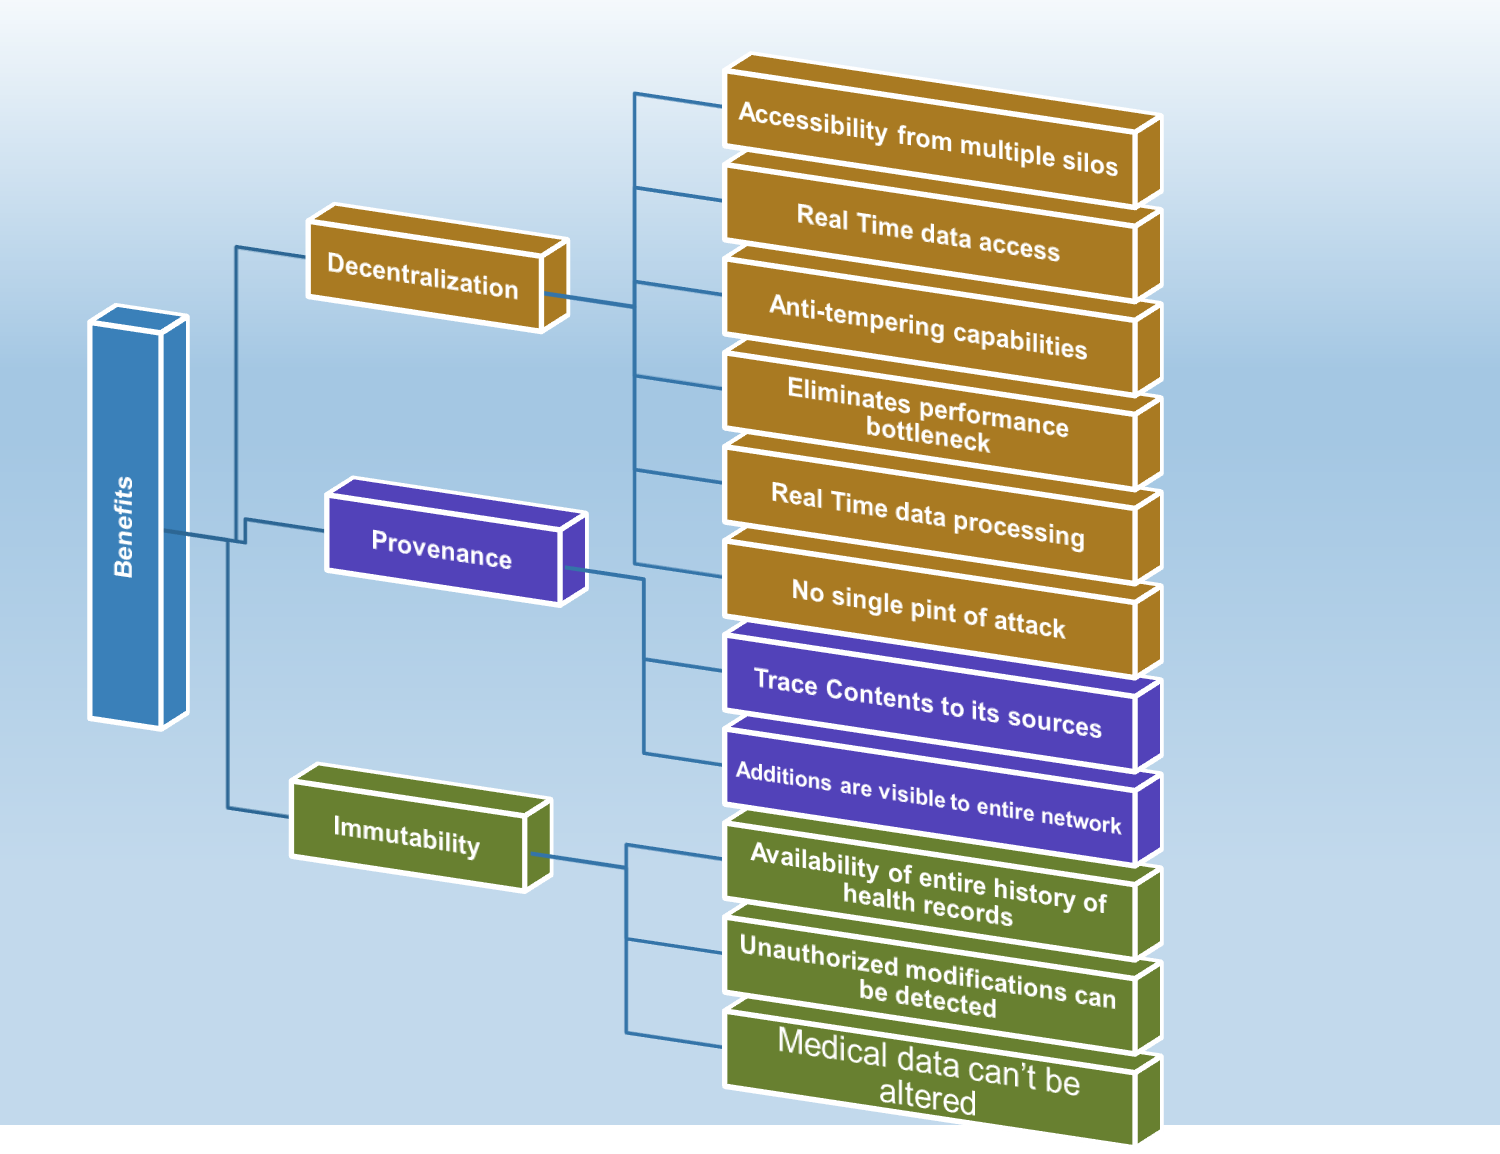 Benefits
Decentralization
Accessibility from multiple silos
Real Time data access
Anti-tempering capabilities
Eliminates performance
bottleneck
Real Time data processing
No single pint of attack
Provenance
Trace Contents to its sources
Additions are visible to entire network
Immutability
Availability of entire history of
health records
Unauthorized modifications can
be detected
Medical data can't be
altered